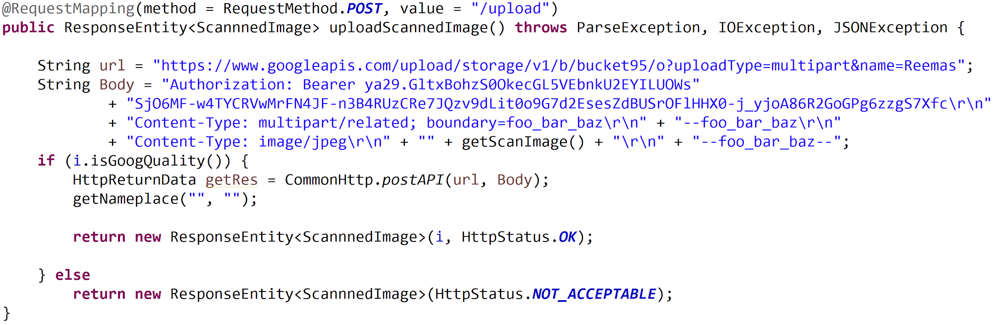 @RequestMapping(method = RequestMethod.POST, value = "/upload")
public ResponseEntity<ScannnedImage> uploadScannedImage() throws ParseException, IOException, JSONException {
String url = "https://www.googleapis.com/upload/storage/v1/b/bucket95/o?uploadType=multipart&name=Reemas";
String Body = "Authorization: Bearer ya29.GltxBohzS0OkecGL5VEbnkU2EYILUOWs"
+ "SjO6MF-w4TYCRVwMrFN4JF-n3B4RUzCRe7JQzv9dLit0o9G7d2EsesZdBUSrOFlHHX0-j_yjoA86R2GoGPg6zzgS7Xfc\r\n"
+ "Content-Type: multipart/related; boundary=foo_bar_baz\r\n" + "--foo_bar_baz\r\n"
+ "Content-Type: image/jpeg\r\n" + "" + getScanImage() + "\r\n" + "--foo_bar_baz--";
if (i.isGoogQuality()) {
HttpReturnData getRes = CommonHttp.postAPI(url, Body);
getNameplace("", "");
return new ResponseEntity<ScannnedImage>(i, HttpStatus.OK);
} else
return new ResponseEntity<ScannnedImage>(HttpStatus.NOT_ACCEPTABLE);
}